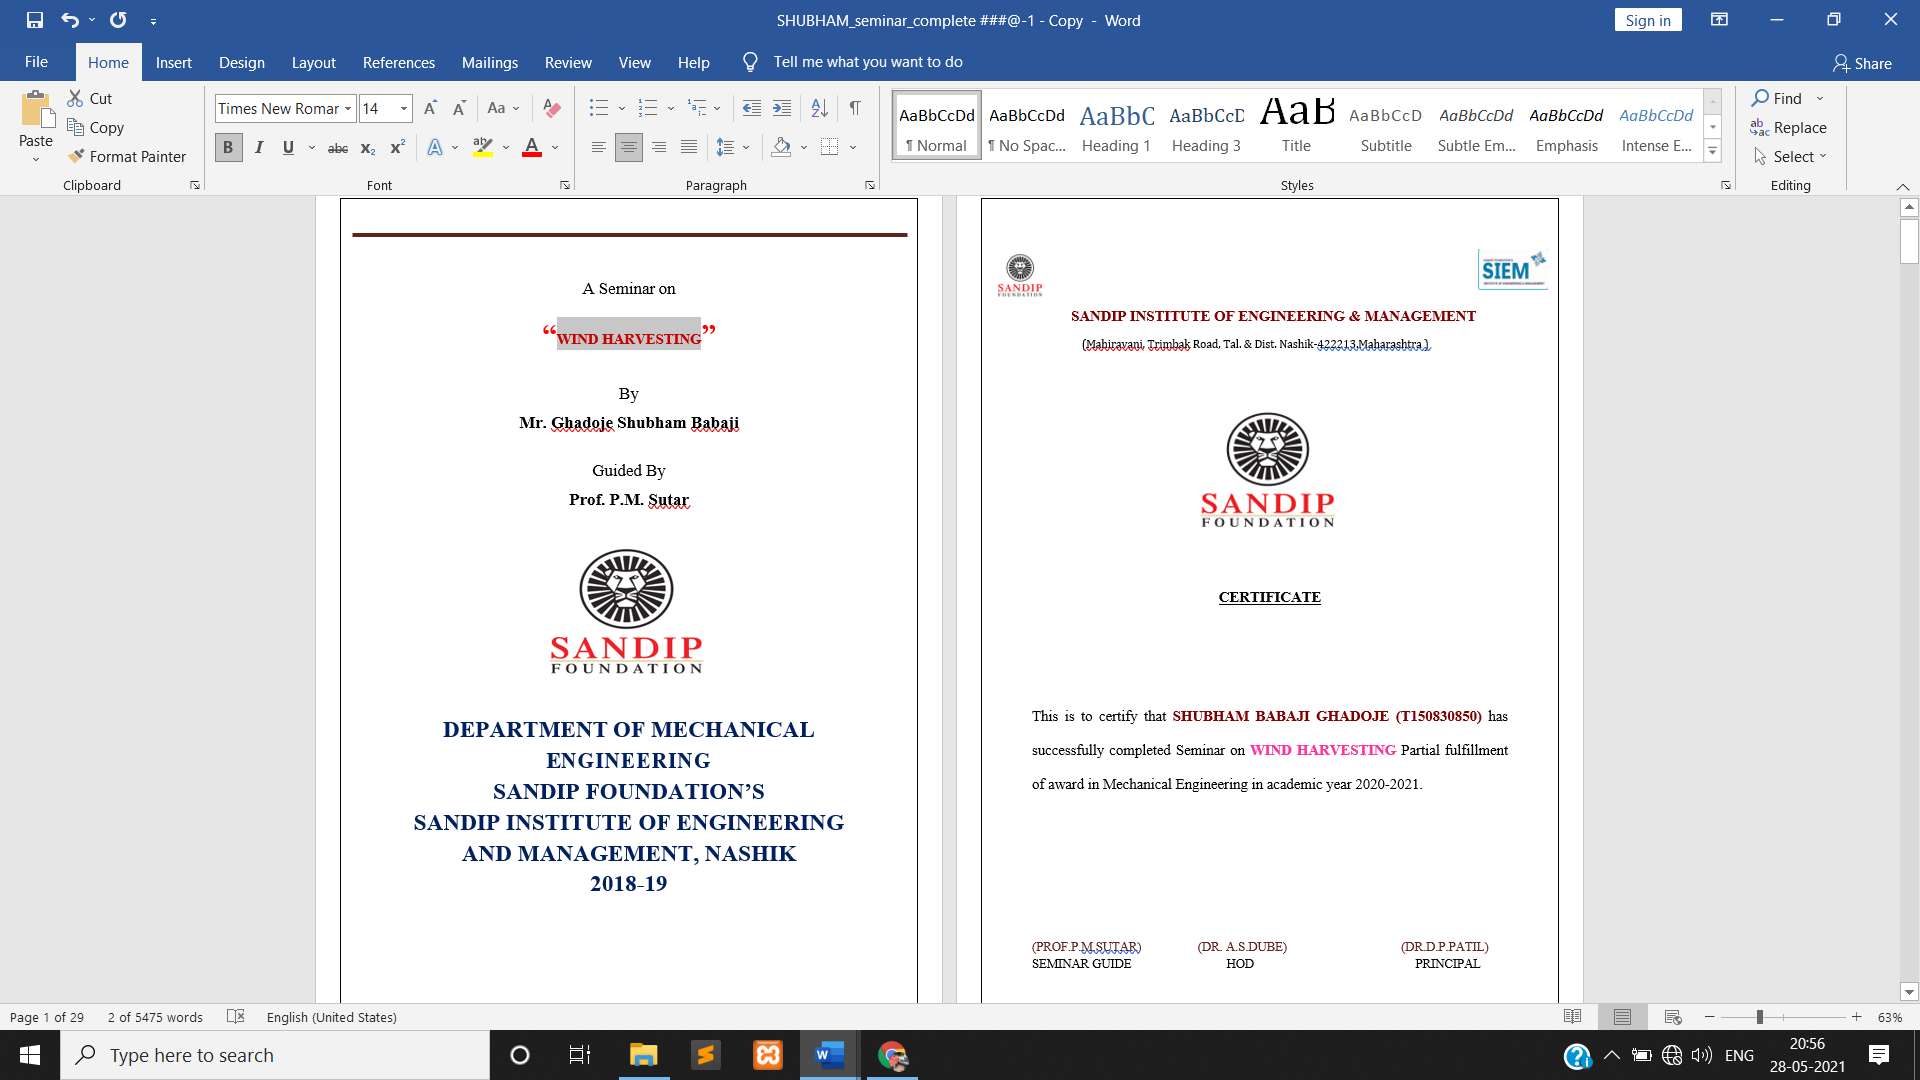 SHUBHAM_seminar_complete ###@-1 - Copy - Word
Sign in
File Home Insert Design Layout References Mailings Review View Help Tell me what you want to do Share
Paste
Cut
Copy
Format Painter
Clipboard
Times New Romar 14
Font
Paragraph
AaBbCcDd AaBbCcDd AaBbC AaBbCcD AaB AaBbCcD AaBbCcDd AaBbCcDd AaBbCcDd
¶ Normal ¶ No Spac... Heading 1 Heading 3 Title Subtitle Subtle Em... Emphasis Intense E...
Styles
Find
Replace
Select
Editing
A Seminar on
“WIND HARVESTING”
By
Mr. Ghadoje Shubham Babaji
Guided By
Prof. P.M. Sutar
SANDIP
FOUNDATION
DEPARTMENT OF MECHANICAL
ENGINEERING
SANDIP FOUNDATION’S
SANDIP INSTITUTE OF ENGINEERING
AND MANAGEMENT, NASHIK
2018-19
SANDIP
FOUNDATION
SIEM
SANDIP INSTITUTE OF ENGINEERING & MANAGEMENT
(Mahiravani, Trimbak Road, Tal. & Dist. Nashik-422213,Maharashtra.)
SANDIP
FOUNDATION
CERTIFICATE
This is to certify that SHUBHAM BABAJI GHADOJE (T150830850) has
successfully completed Seminar on WIND HARVESTING Partial fulfillment
of award in Mechanical Engineering in academic year 2020-2021.
(PROF.P.M.SUTAR) (DR. A.S.DUBE) (DR.D.P.PATIL)
SEMINAR GUIDE HOD PRINCIPAL
Page 1 of 29 2 of 5475 words English (United States) 63%
Type here to search
ENG
20:56
28-05-2021